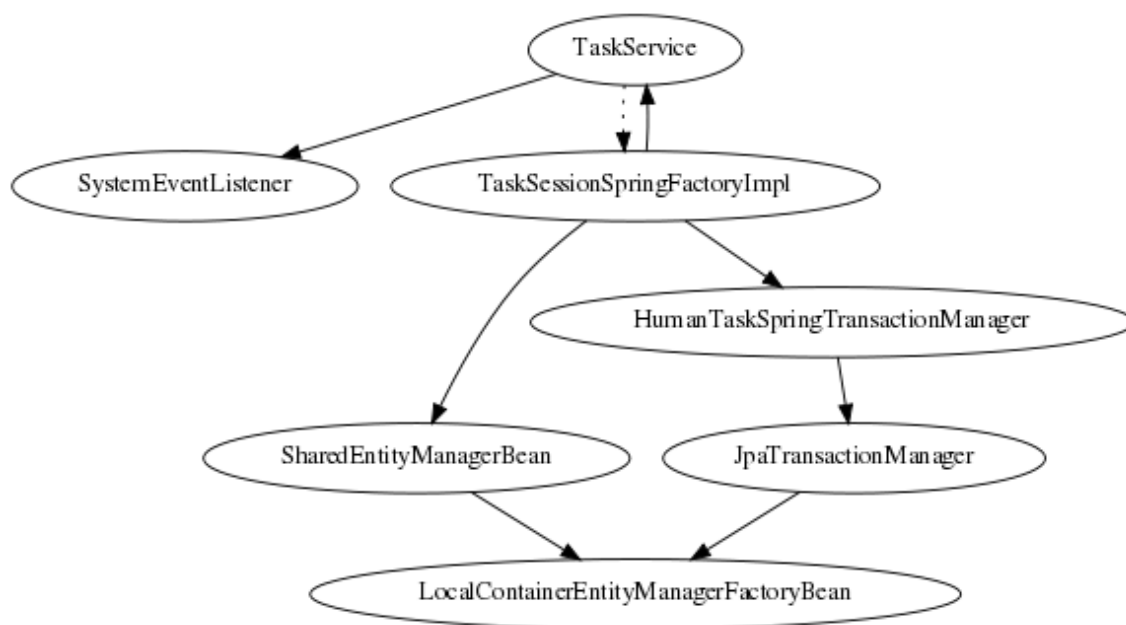 TaskService
SystemEventListener
TaskSessionSpringFactoryImpl
HumanTaskSpringTransactionManager
SharedEntityManagerBean
JpaTransactionManager
LocalContainerEntityManagerFactoryBean